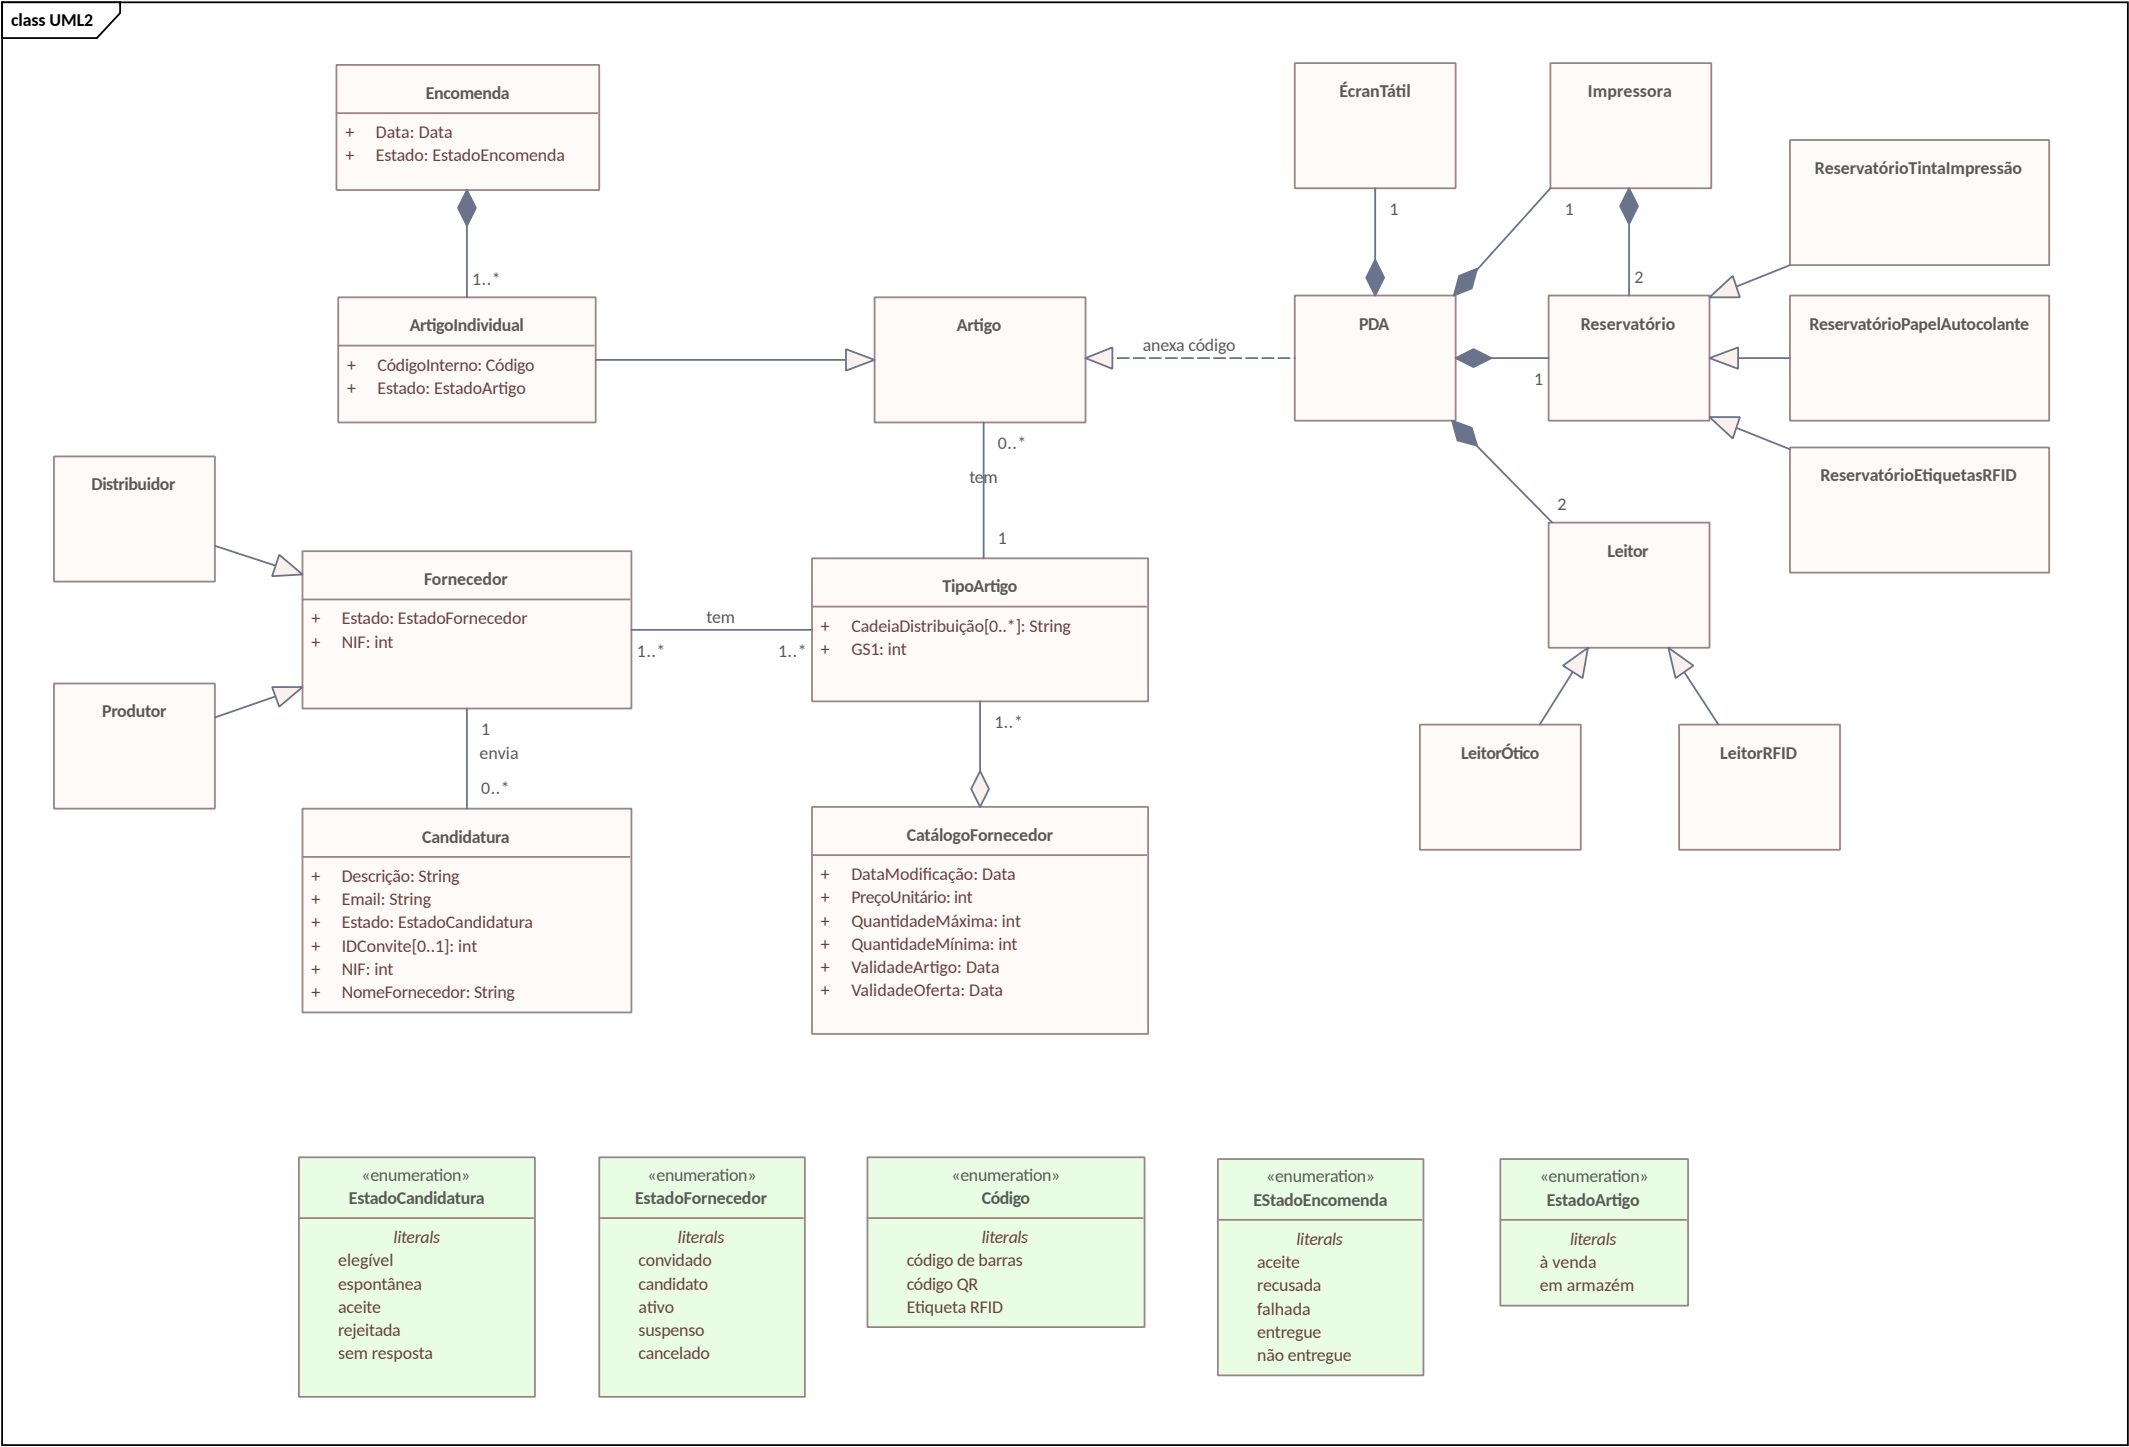 class UML2
Encomenda
+ Data: Data
+ Estado: EstadoEncomenda
1..*
ArtigoIndividual
+ CódigoInterno: Código
+ Estado: EstadoArtigo
Artigo
anexa código
ÉcranTátil
1
Impressora
1
2
PDA
1
Reservatório
ReservatórioTintaImpressão
ReservatórioPapelAutocolante
ReservatórioEtiquetasRFID
2
Leitor
LeitorÓtico
LeitorRFID
0..*
tem
1
Distribuidor
Produtor
Fornecedor
+ Estado: EstadoFornecedor
+ NIF: int
tem
1..*
1..*
TipoArtigo
+ CadeiaDistribuição[0..*]: String
+ GS1: int
1
envia
0..*
Candidatura
+ Descrição: String
+ Email: String
+ Estado: EstadoCandidatura
+ IDConvite[0..1]: int
+ NIF: int
+ NomeFornecedor: String
1..*
CatálogoFornecedor
+ DataModificação: Data
+ PreçoUnitário: int
+ QuantidadeMáxima: int
+ QuantidadeMínima: int
+ ValidadeArtigo: Data
+ ValidadeOferta: Data
«enumeration»
EstadoCandidatura
literals
elegível
espontânea
aceite
rejeitada
sem resposta
«enumeration»
EstadoFornecedor
literals
convidado
candidato
ativo
suspenso
cancelado
«enumeration»
Código
literals
código de barras
código QR
Etiqueta RFID
«enumeration»
EStadoEncomenda
literals
aceite
recusada
falhada
entregue
não entregue
«enumeration»
EstadoArtigo
literals
à venda
em armazém